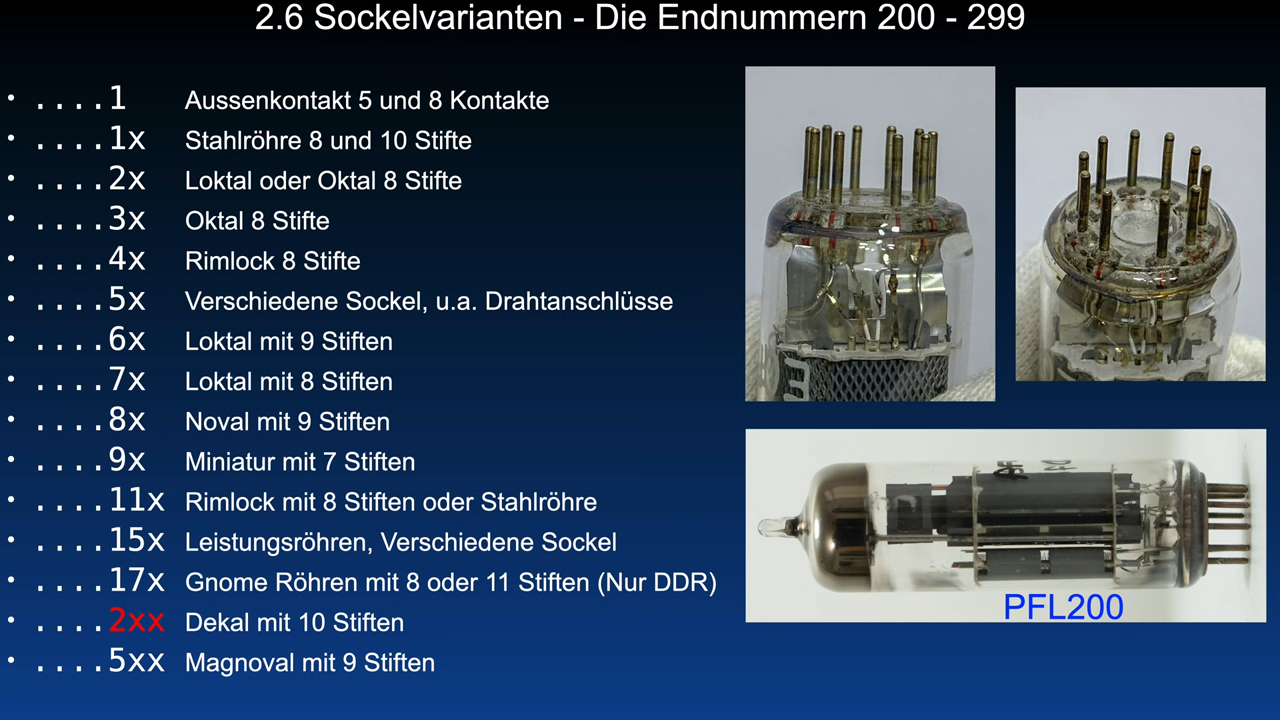 2.6 Sockelvarianten - Die Endnummern 200 - 299
• ....1 Aussenkontakt 5 und 8 Kontakte
• ....1x Stahlröhre 8 und 10 Stifte
• ....2x Loktal oder Oktal 8 Stifte
• ....3x Oktal 8 Stifte
• ....4x Rimlock 8 Stifte
• ....5x Verschiedene Sockel, u.a. Drahtanschlüsse
• ....6x Loktal mit 9 Stiften
• ....7x Loktal mit 8 Stiften
• ....8x Noval mit 9 Stiften
• ....9x Miniatur mit 7 Stiften
• ....11x Rimlock mit 8 Stiften oder Stahlröhre
• ....15x Leistungsröhren, Verschiedene Sockel
• ....17x Gnome Röhren mit 8 oder 11 Stiften (Nur DDR)
• ....2xx Dekal mit 10 Stiften
• ....5xx Magnoval mit 9 Stiften
PFL200